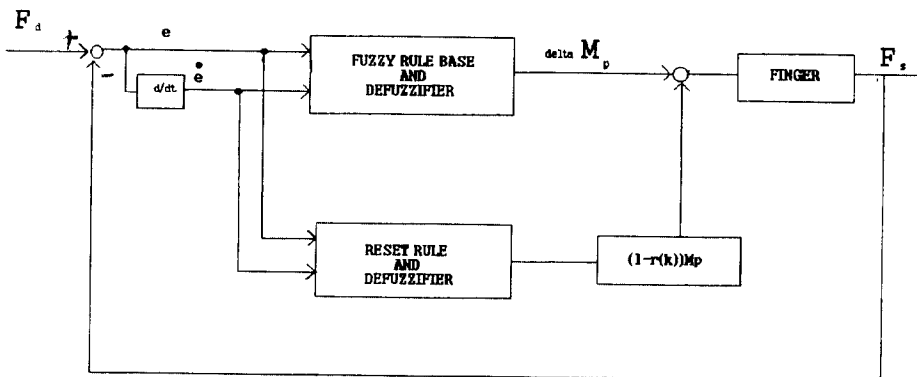 F d
+
e
-
ė
d/dt
FUZZY RULE BASE
AND
DEFUZZIFIER
delta M p
FINGER
F s
RESET RULE
AND
DEFUZZIFIER
(1-r(k))Mp